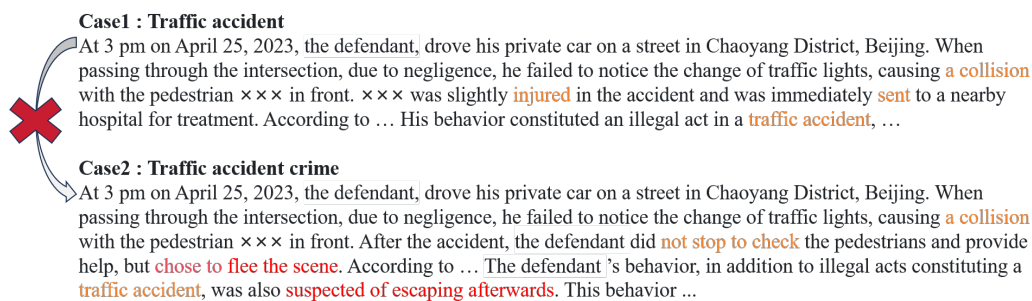 Case1 : Traffic accident
At 3 pm on April 25, 2023, the defendant, drove his private car on a street in Chaoyang District, Beijing. When
passing through the intersection, due to negligence, he failed to notice the change of traffic lights, causing a collision
with the pedestrian ××× in front. ××× was slightly injured in the accident and was immediately sent to a nearby
hospital for treatment. According to … His behavior constituted an illegal act in a traffic accident, …
Case2 : Traffic accident crime
At 3 pm on April 25, 2023, the defendant, drove his private car on a street in Chaoyang District, Beijing. When
passing through the intersection, due to negligence, he failed to notice the change of traffic lights, causing a collision
with the pedestrian ××× in front. After the accident, the defendant did not stop to check the pedestrians and provide
help, but chose to flee the scene. According to … The defendant 's behavior, in addition to illegal acts constituting a
traffic accident, was also suspected of escaping afterwards. This behavior ...